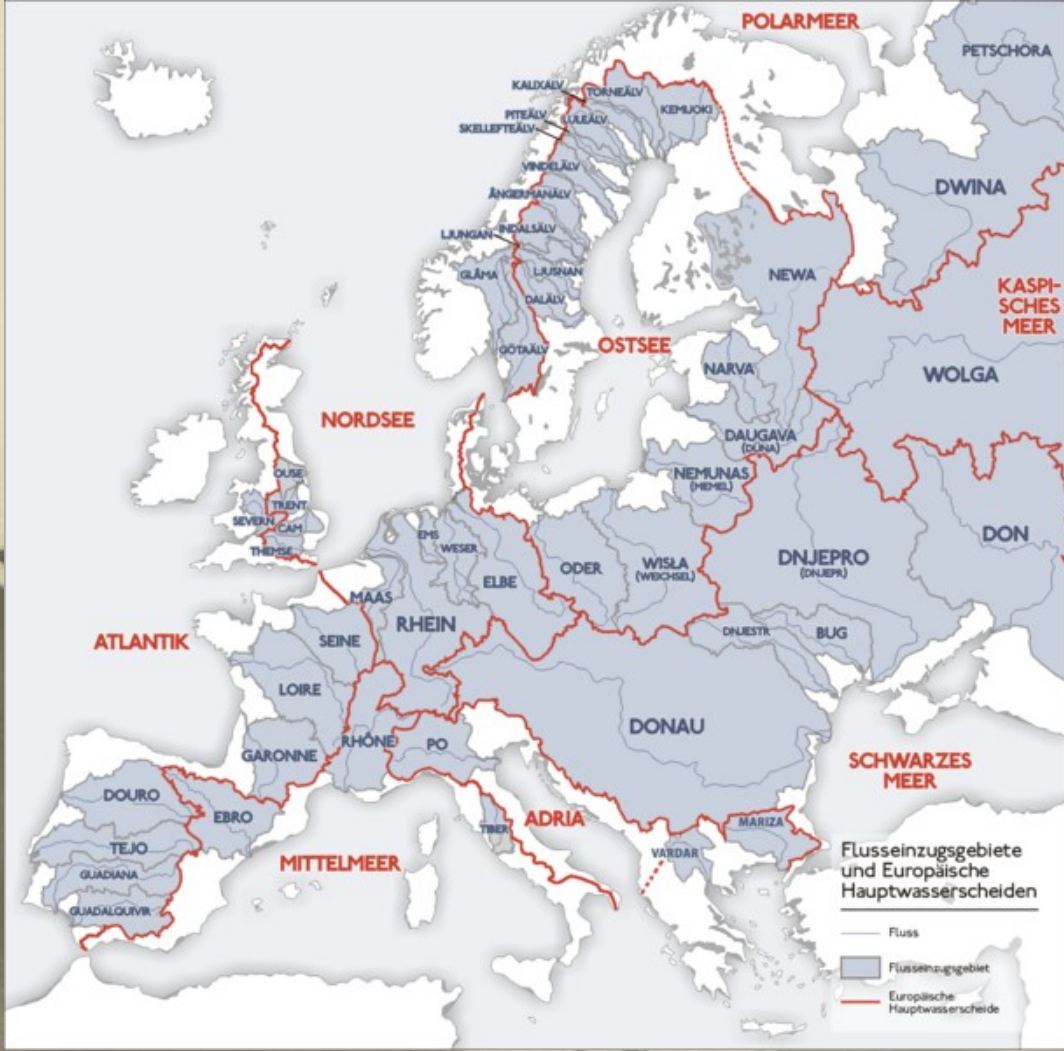 POLARMEER
PETSCHORA
KALIXÄLV
TORNEÄLV
KEMIJOKI
PITEÄLV
LULEÄLV
SKELLEFTEÄLV
VINDELÄLV
DWINA
ÅNGERMANÄLV
INDALSÄLV
LJUNGAN
GLÅMA
LJUSNAN
NEWA
KASPI-
SCHES
MEER
DALÄLV
GÖTAÄLV
OSTSEE
NARVA
WOLGA
NORDSEE
DAUGAVA
(DÜNA)
OUSE
NEMUNAS
(MEMEL)
TRENT
SEVERN
CAM
THEMSE
EMS
WESER
ELBE
ODER
WISŁA
(WEICHSEL)
DNJEPRO
(DNJEPR)
DON
MAAS
RHEIN
ATLANTIK
SEINE
DNJESTR
BUG
LOIRE
DONAU
GARONNE
RHÔNE
PO
SCHWARZES
MEER
DOURO
EBRO
TIBER
ADRIA
MARIZA
TEJO
MITTELMEER
VARDAR
GUADIANA
GUADALQUIVIR
Flusseinzugsgebiete
und Europäische
Hauptwasserscheiden
Fluss
Flusseinzugsgebiet
Europäische
Hauptwasserscheide